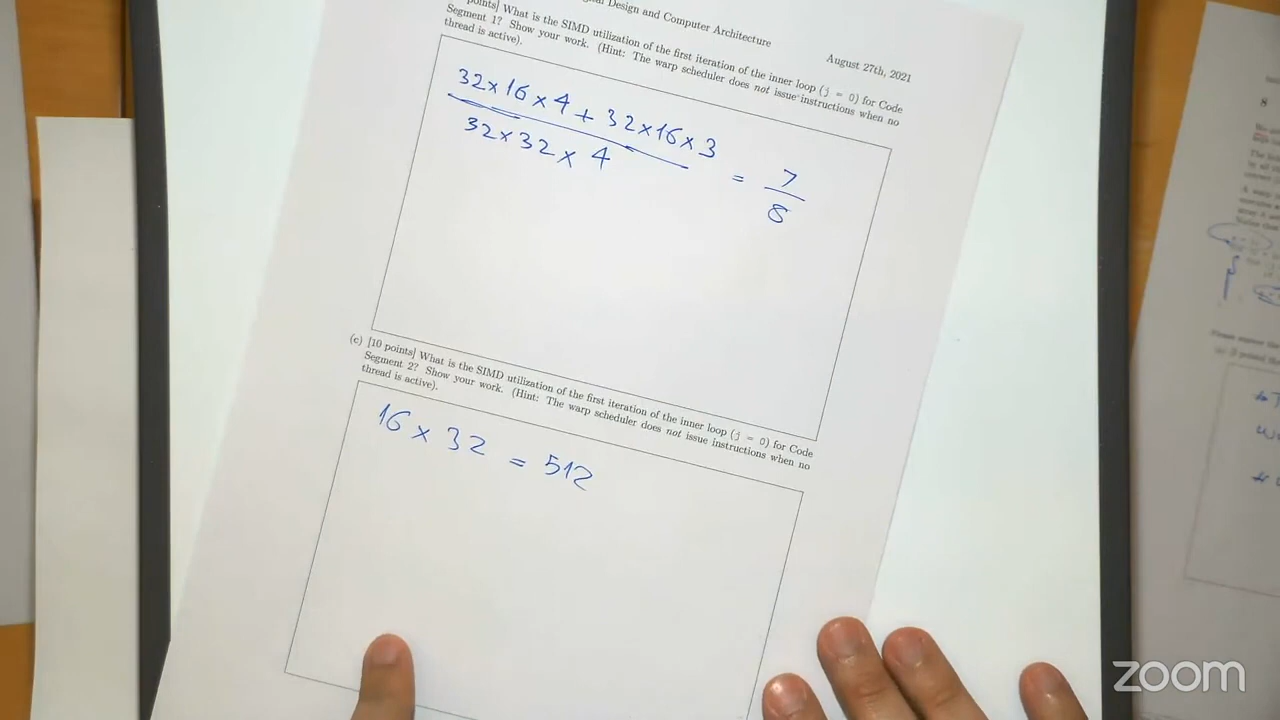 Design and Computer Architecture
August 27th, 2021
points] What is the SIMD utilization of the first iteration of the inner loop (j = 0) for Code
Segment 1? Show your work. (Hint: The warp scheduler does not issue instructions when no
thread is active).
32×16×4 + 32×16×3
32×32×4
= 7
8
(c) [10 points] What is the SIMD utilization of the first iteration of the inner loop (j = 0) for Code
Segment 2? Show your work. (Hint: The warp scheduler does not issue instructions when no
thread is active).
16 × 32 = 512
zoom